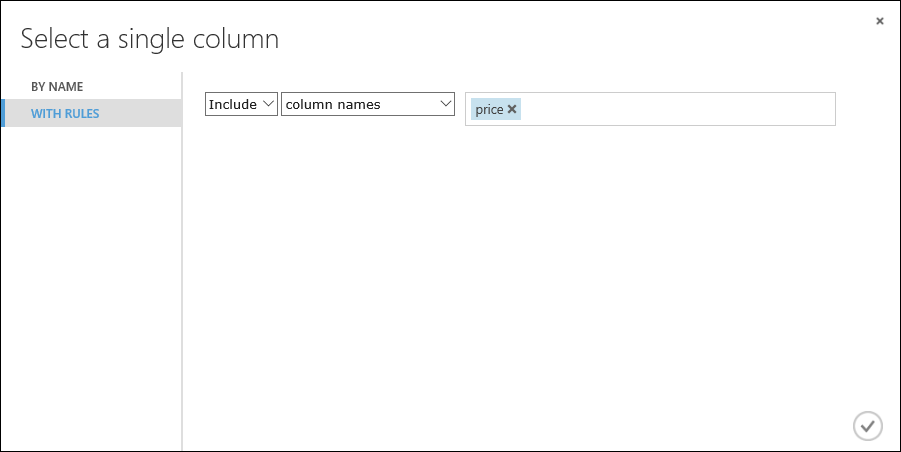 Select a single column
BY NAME
WITH RULES
Include column names price